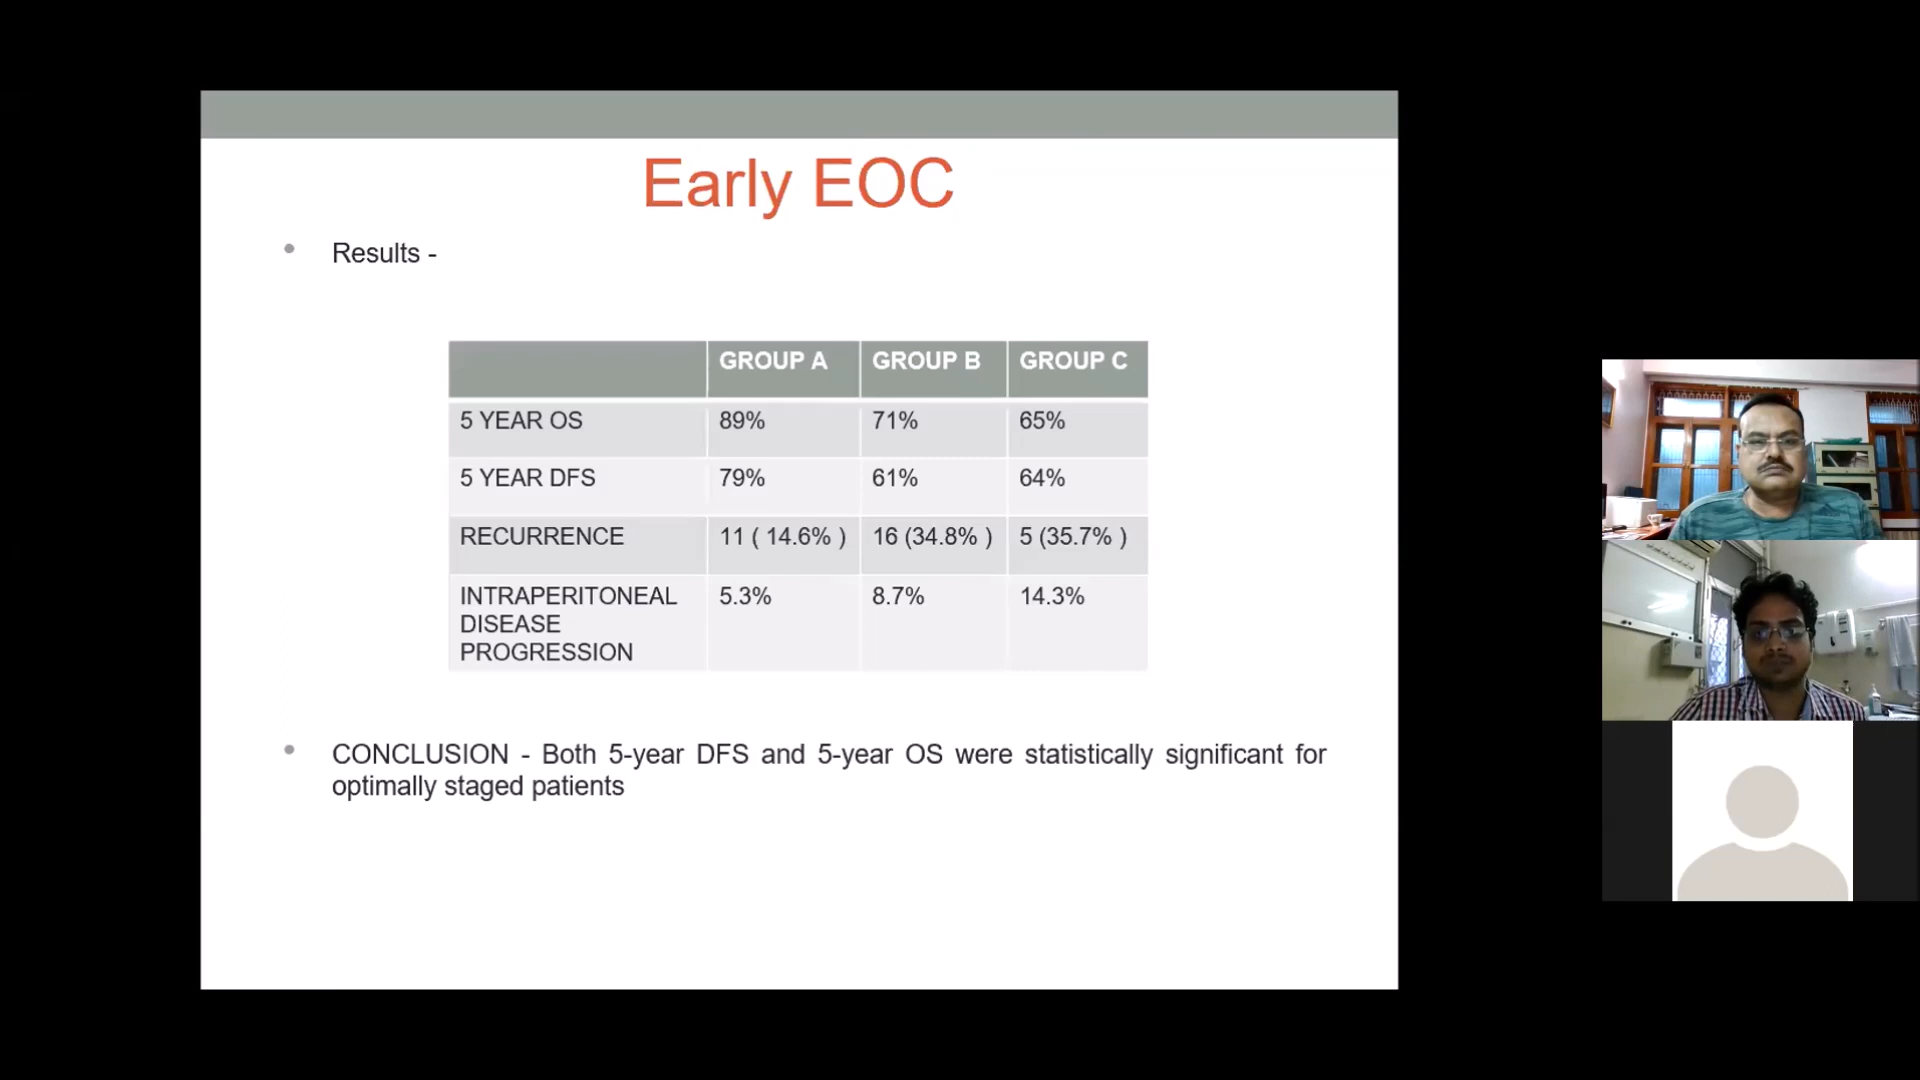 Early EOC
Results -
GROUP A GROUP B GROUP C
5 YEAR OS 89% 71% 65%
5 YEAR DFS 79% 61% 64%
RECURRENCE 11 ( 14.6% ) 16 (34.8% ) 5 (35.7% )
INTRAPERITONEAL 5.3% 8.7% 14.3%
DISEASE
PROGRESSION
CONCLUSION - Both 5-year DFS and 5-year OS were statistically significant for
optimally staged patients